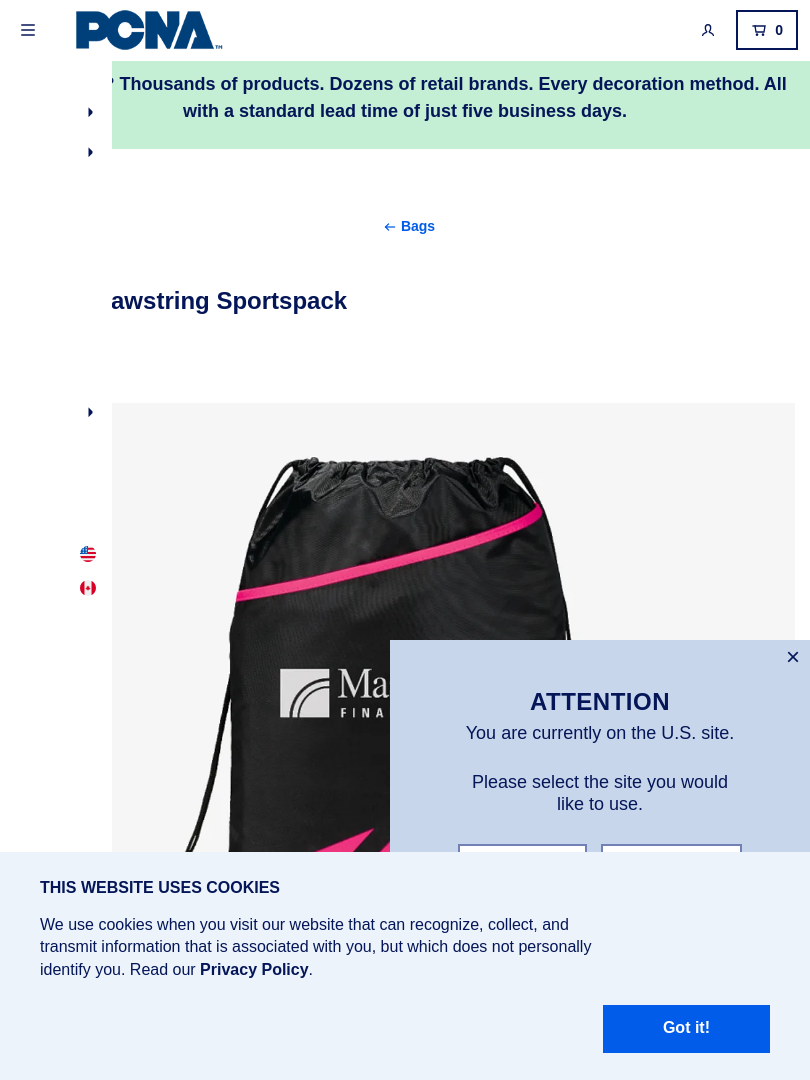 PCNA™
0
? Thousands of products. Dozens of retail brands. Every decoration method. All
with a standard lead time of just five business days.
← Bags
awstring Sportspack
Ma
FINA
×
ATTENTION
You are currently on the U.S. site.
Please select the site you would
like to use.
THIS WEBSITE USES COOKIES
We use cookies when you visit our website that can recognize, collect, and
transmit information that is associated with you, but which does not personally
identify you. Read our Privacy Policy.
Got it!